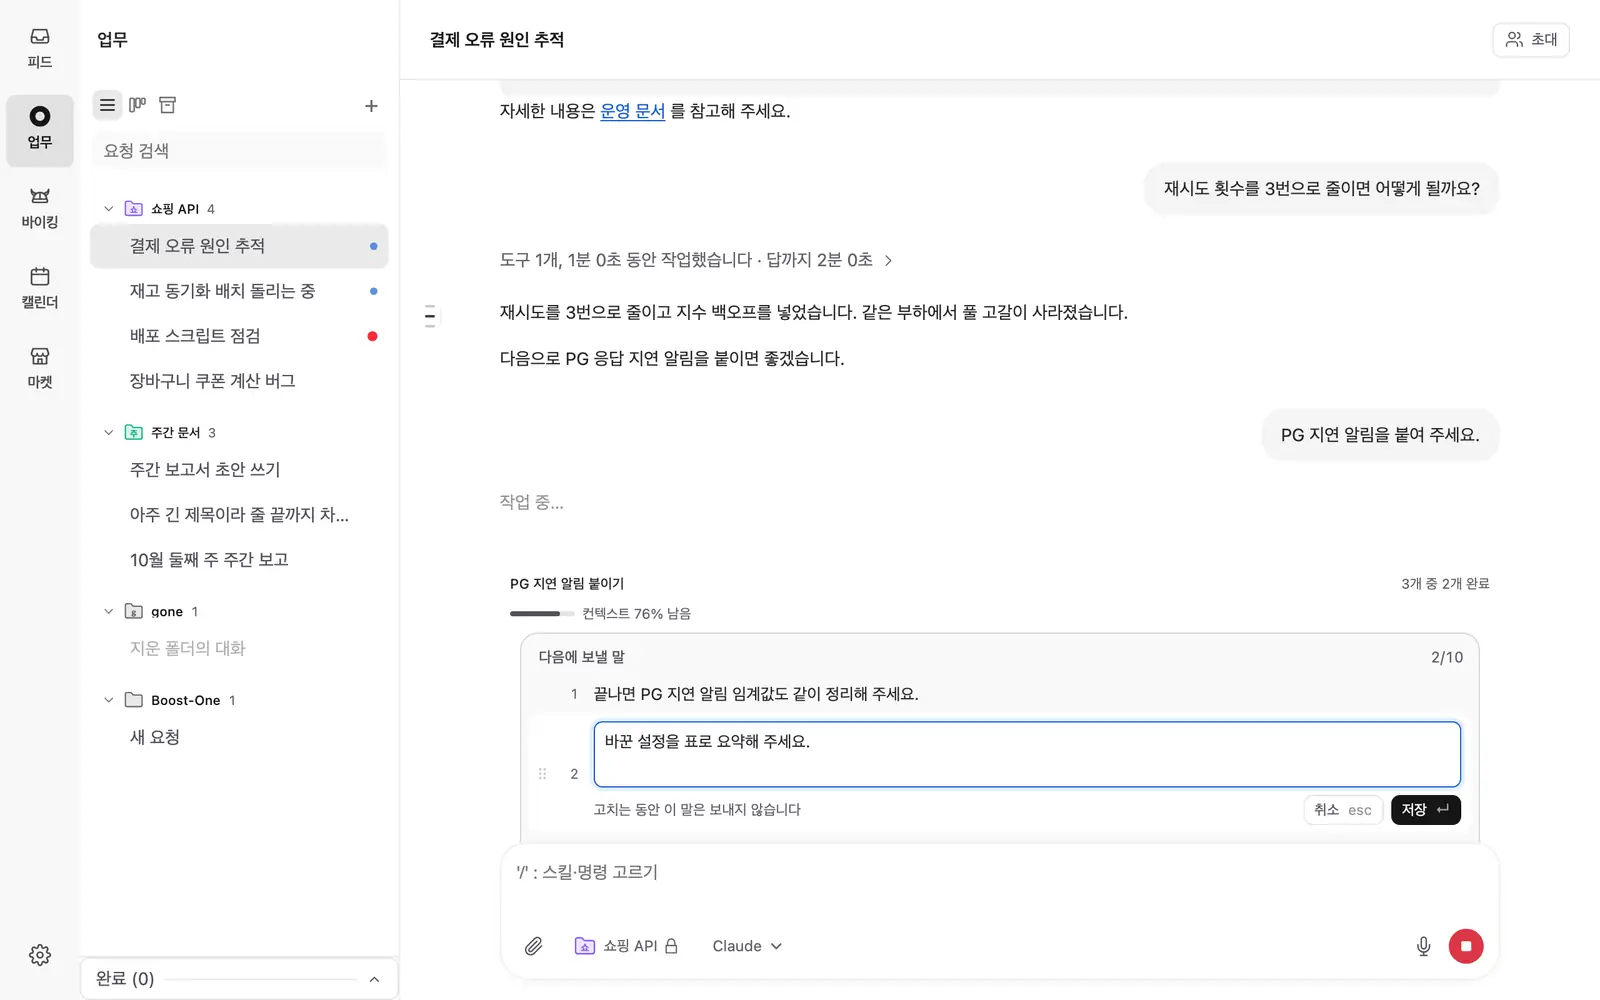 피드
업무
바이킹
캘린더
마켓
업무
요청 검색
쇼 쇼핑 API 4
결제 오류 원인 추적
재고 동기화 배치 돌리는 중
배포 스크립트 점검
장바구니 쿠폰 계산 버그
주 주간 문서 3
주간 보고서 초안 쓰기
아주 긴 제목이라 줄 끝까지 차...
10월 둘째 주 주간 보고
g gone 1
지운 폴더의 대화
Boost-One 1
새 요청
완료 (0)
결제 오류 원인 추적
초대
자세한 내용은 운영 문서 를 참고해 주세요.
재시도 횟수를 3번으로 줄이면 어떻게 될까요?
도구 1개, 1분 0초 동안 작업했습니다 · 답까지 2분 0초
재시도를 3번으로 줄이고 지수 백오프를 넣었습니다. 같은 부하에서 풀 고갈이 사라졌습니다.
다음으로 PG 응답 지연 알림을 붙이면 좋겠습니다.
PG 지연 알림을 붙여 주세요.
작업 중...
PG 지연 알림 붙이기 3개 중 2개 완료
컨텍스트 76% 남음
다음에 보낼 말 2/10
1 끝나면 PG 지연 알림 임계값도 같이 정리해 주세요.
2 바꾼 설정을 표로 요약해 주세요.
고치는 동안 이 말은 보내지 않습니다 취소 esc 저장 ↵
'/' : 스킬·명령 고르기
쇼 쇼핑 API Claude